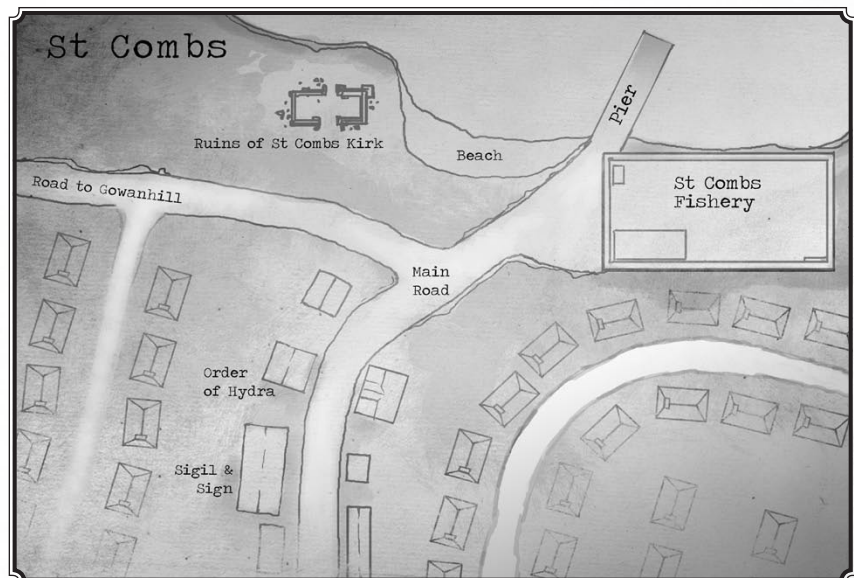 St Combs
Pier
Ruins of St Combs Kirk
Beach
St Combs
Fishery
Road to Gowanhill
Main
Road
Order
of Hydra
Sigil &
Sign